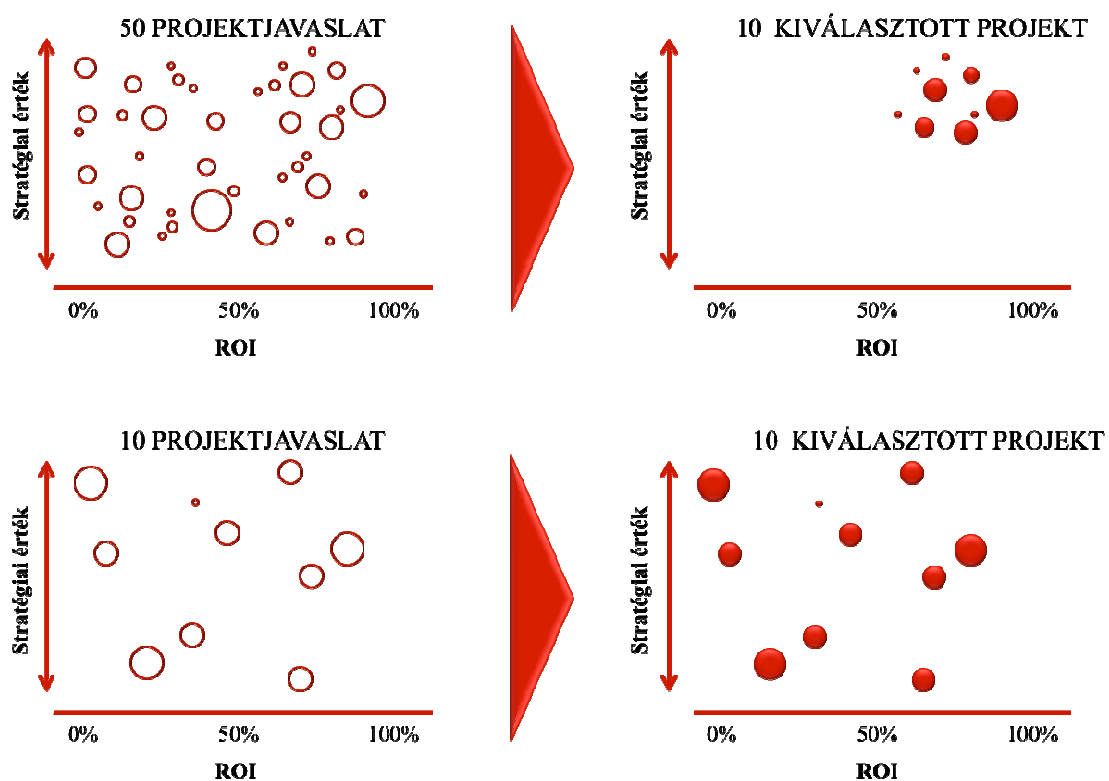 50 PROJEKTJAVASLAT
Stratégiai érték
0% 50% 100%
ROI
10 KIVÁLASZTOTT PROJEKT
Stratégiai érték
0% 50% 100%
ROI
10 PROJEKTJAVASLAT
Stratégiai érték
0% 50% 100%
ROI
10 KIVÁLASZTOTT PROJEKT
Stratégiai érték
0% 50% 100%
ROI